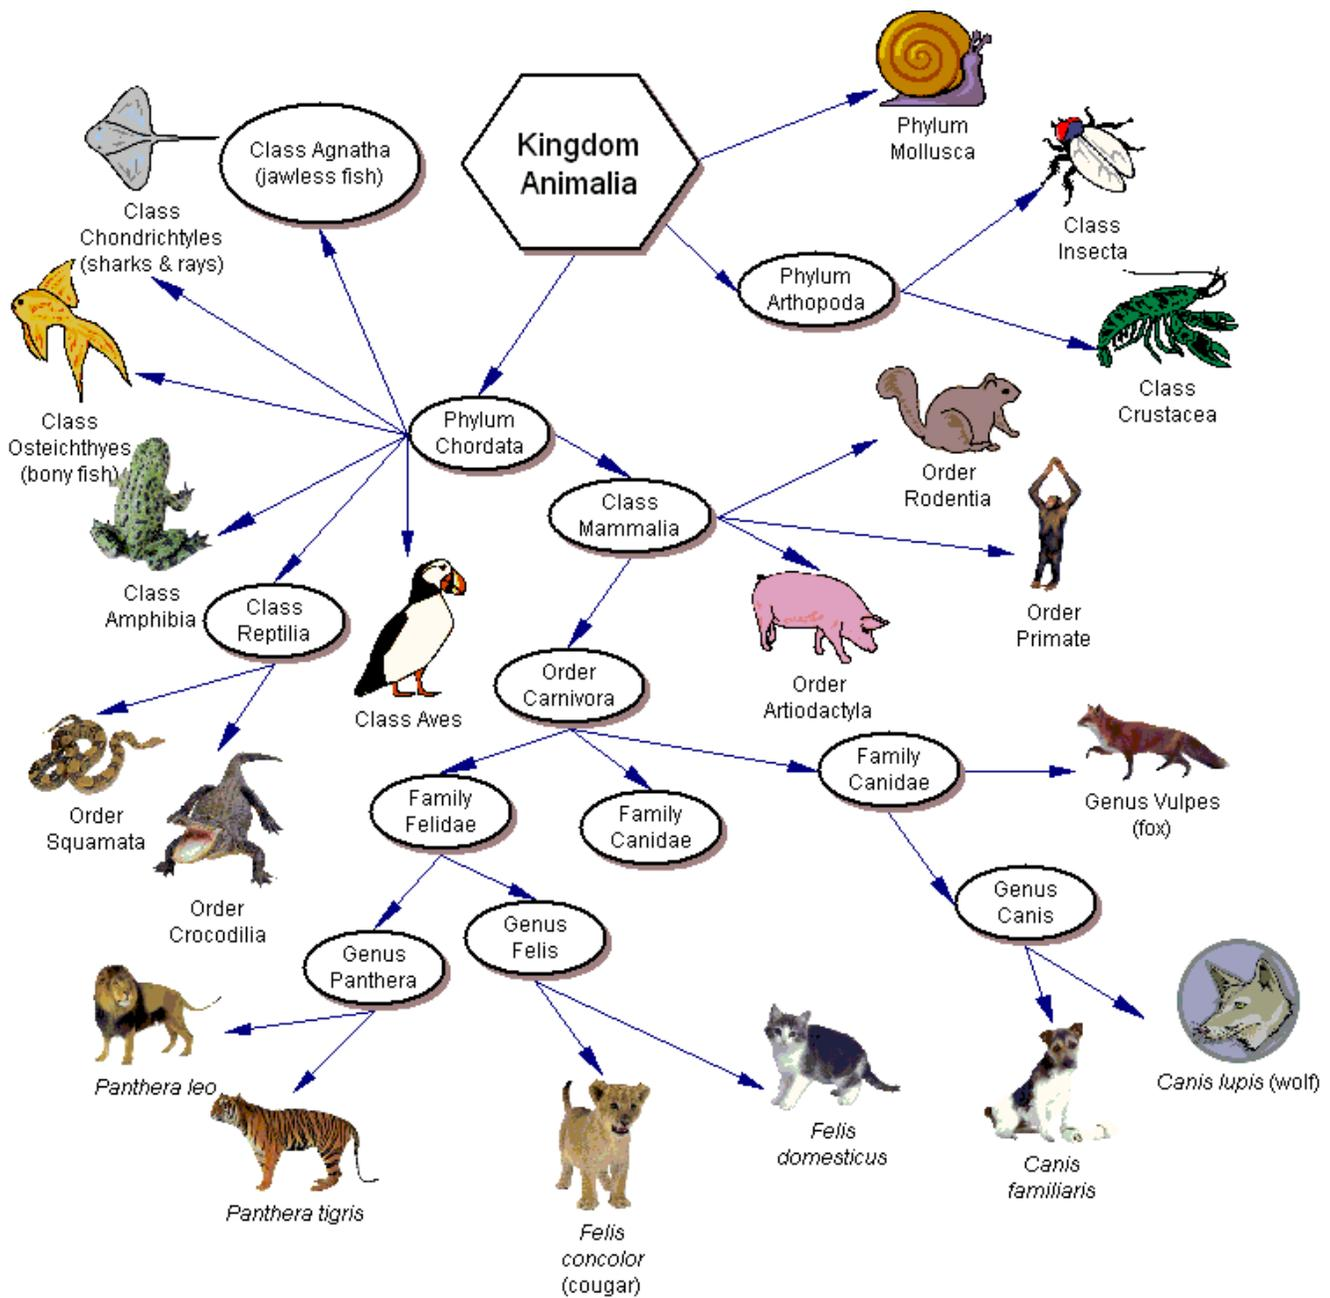 Kingdom
Animalia
Phylum
Mollusca
Class
Insecta
Phylum
Arthopoda
Class
Crustacea
Class Agnatha
(jawless fish)
Class
Chondrichtyles
(sharks & rays)
Class
Osteichthyes
(bony fish)
Phylum
Chordata
Class
Mammalia
Order
Rodentia
Order
Primate
Order
Artiodactyla
Class
Amphibia
Class
Reptilia
Class Aves
Order
Carnivora
Order
Squamata
Order
Crocodilia
Family
Felidae
Family
Canidae
Family
Canidae
Genus Vulpes
(fox)
Genus
Canis
Genus
Panthera
Genus
Felis
Panthera leo
Panthera tigris
Felis
concolor
(cougar)
Felis
domesticus
Canis
familiaris
Canis lupis (wolf)